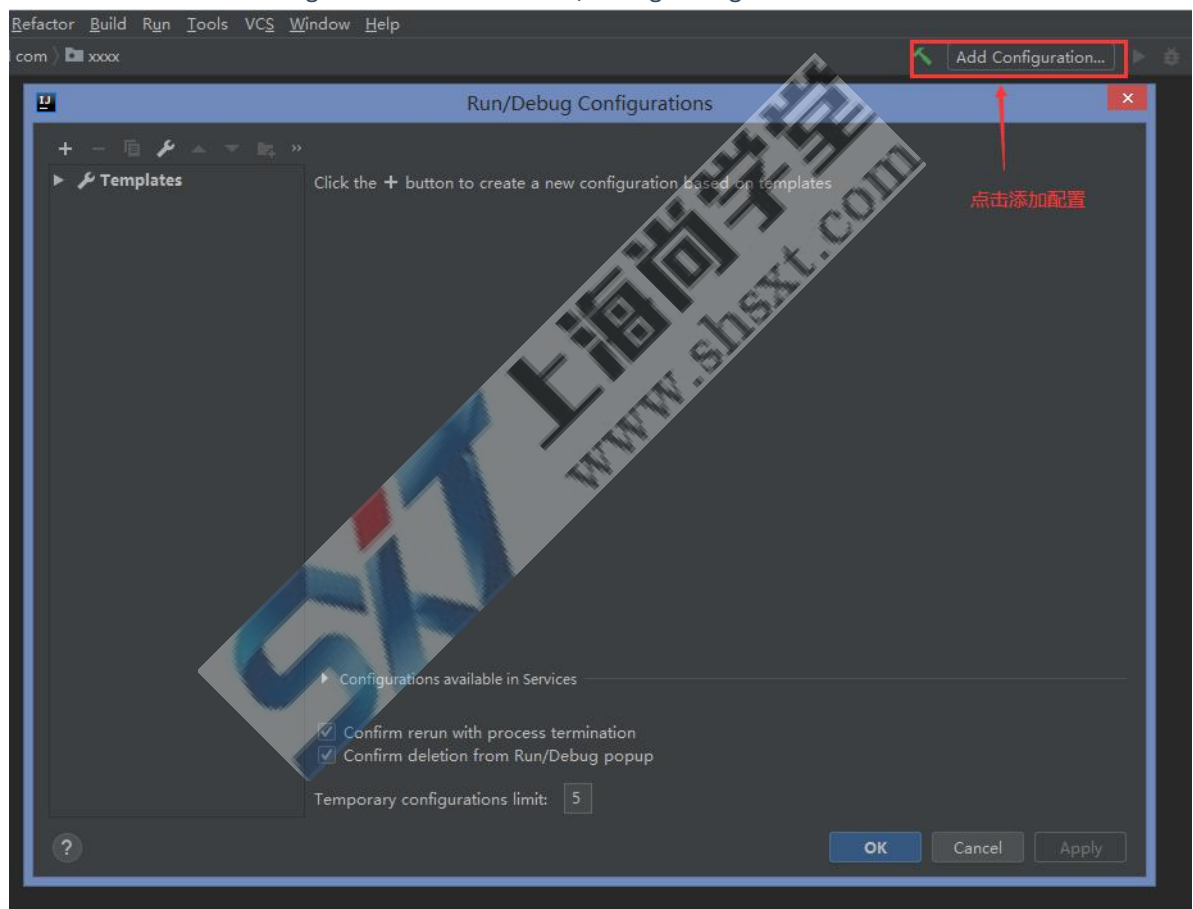 Refactor Build Run Tools VCS Window Help
com xxxx Add Configuration...
IJ Run/Debug Configurations
Templates
Click the + button to create a new configuration based on templates
点击添加配置
上海尚学堂
www.shsxt.com
SXT
Configurations available in Services
Confirm rerun with process termination
Confirm deletion from Run/Debug popup
Temporary configurations limit: 5
? OK Cancel Apply